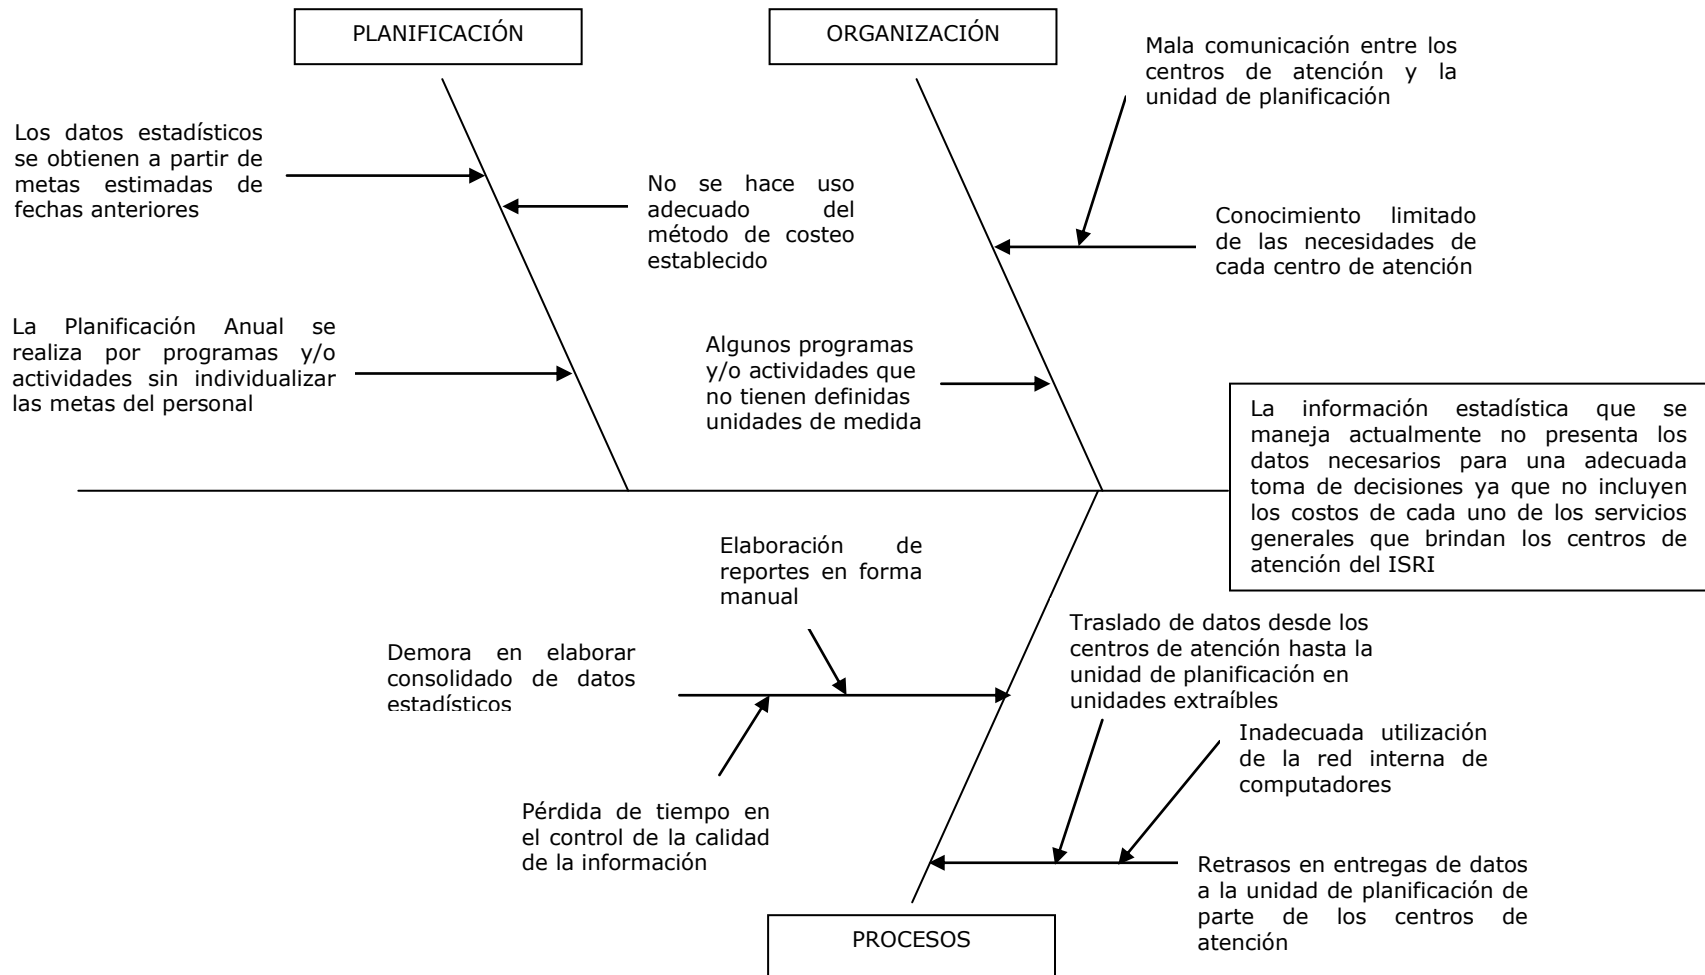 PLANIFICACIÓN
ORGANIZACIÓN
Mala comunicación entre los
centros de atención y la
unidad de planificación
Los datos estadísticos
se obtienen a partir de
metas estimadas de
fechas anteriores
No se hace uso
adecuado del
método de costeo
establecido
Conocimiento limitado
de las necesidades de
cada centro de atención
La Planificación Anual se
realiza por programas y/o
actividades sin individualizar
las metas del personal
Algunos programas
y/o actividades que
no tienen definidas
unidades de medida
La información estadística que se
maneja actualmente no presenta los
datos necesarios para una adecuada
toma de decisiones ya que no incluyen
los costos de cada uno de los servicios
generales que brindan los centros de
atención del ISRI
Elaboración de
reportes en forma
manual
Demora en elaborar
consolidado de datos
estadísticos
Traslado de datos desde los
centros de atención hasta la
unidad de planificación en
unidades extraíbles
Inadecuada utilización
de la red interna de
computadores
Pérdida de tiempo en
el control de la calidad
de la información
Retrasos en entregas de datos
a la unidad de planificación de
parte de los centros de
atención
PROCESOS